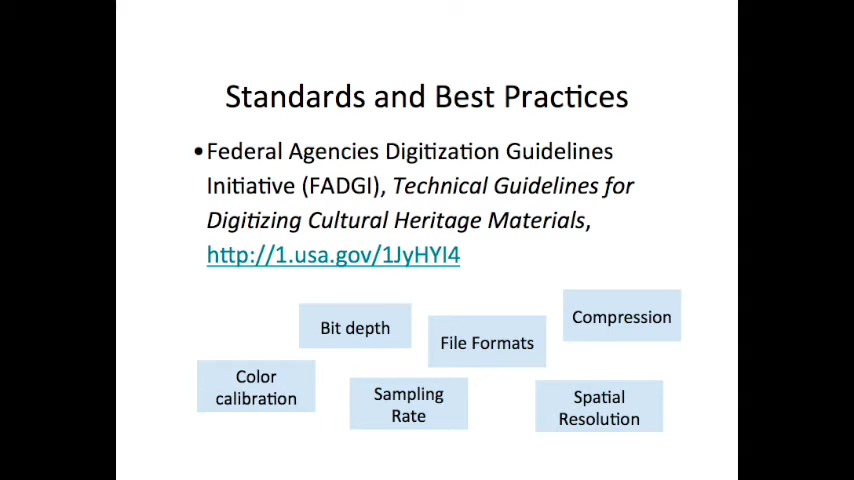 Standards and Best Practices
•Federal Agencies Digitization Guidelines
Initiative (FADGI), Technical Guidelines for
Digitizing Cultural Heritage Materials,
http://1.usa.gov/1JyHYI4
Bit depth
File Formats
Compression
Color
calibration
Sampling
Rate
Spatial
Resolution